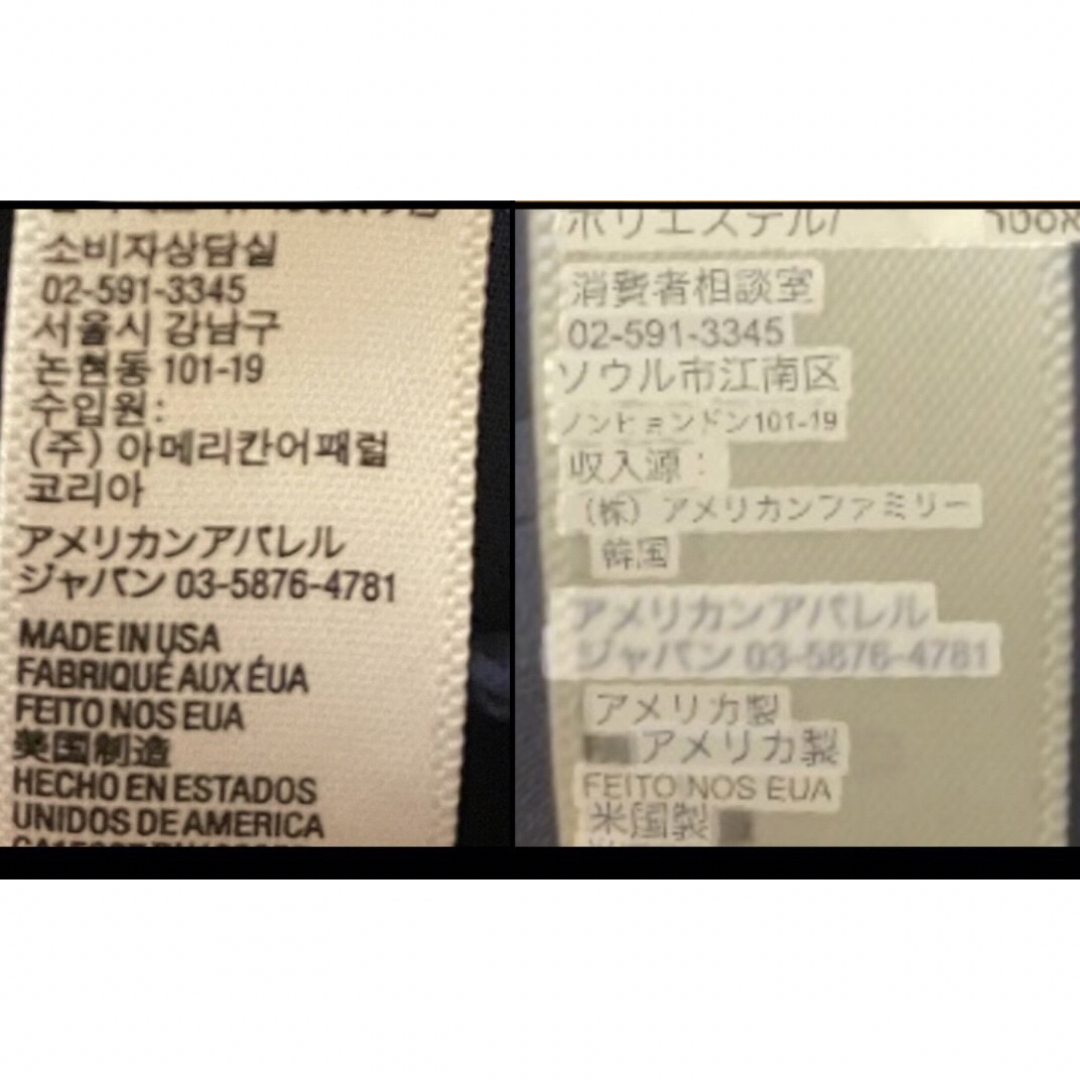 소비자상담실
02-591-3345
서울시 강남구
논현동 101-19
수입원:
(주) 아메리칸어패럴
코리아
アメリカンアパレル
ジャパン 03-5876-4781
MADE IN USA
FABRIQUÉ AUX ÉUA
FEITO NOS EUA
美国制造
HECHO EN ESTADOS
UNIDOS DE AMERICA
ポリエステル/
消費者相談室
02-591-3345
ソウル市江南区
ノンヒョンドン101-19
収入源:
(株) アメリカンファミリー
韓国
アメリカンアパレル
ジャパン 03-5876-4781
アメリカ製
アメリカ製
FEITO NOS EUA
米国製